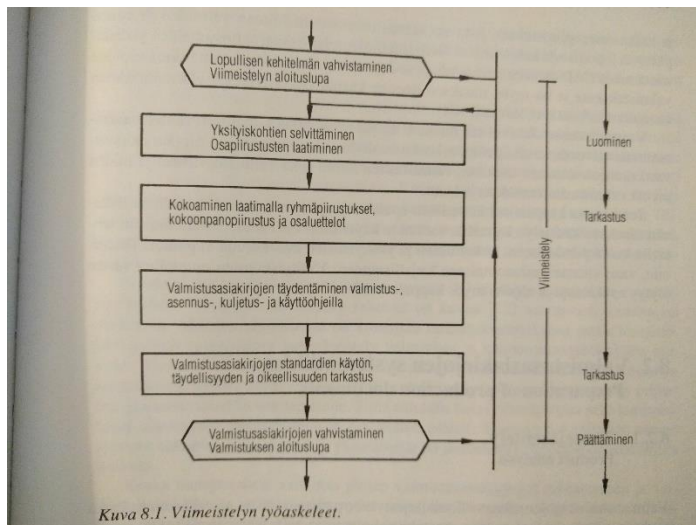 Lopullisen kehitelmän vahvistaminen
Viimeistelyn aloituslupa
Yksityiskohtien selvittäminen
Osapiirustusten laatiminen
Kokoaminen laatimalla ryhmäpiirustukset,
kokoonpanopiirustus ja osaluettelot
Valmistusasiakirjojen täydentäminen valmistus-,
asennus-, kuljetus- ja käyttöohjeilla
Valmistusasiakirjojen standardien käytön,
täydellisyyden ja oikeellisuuden tarkastus
Valmistusasiakirjojen vahvistaminen
Valmistuksen aloituslupa
Viimeistely
Luominen
Tarkastus
Tarkastus
Päättäminen
Kuva 8.1. Viimeistelyn työaskeleet.